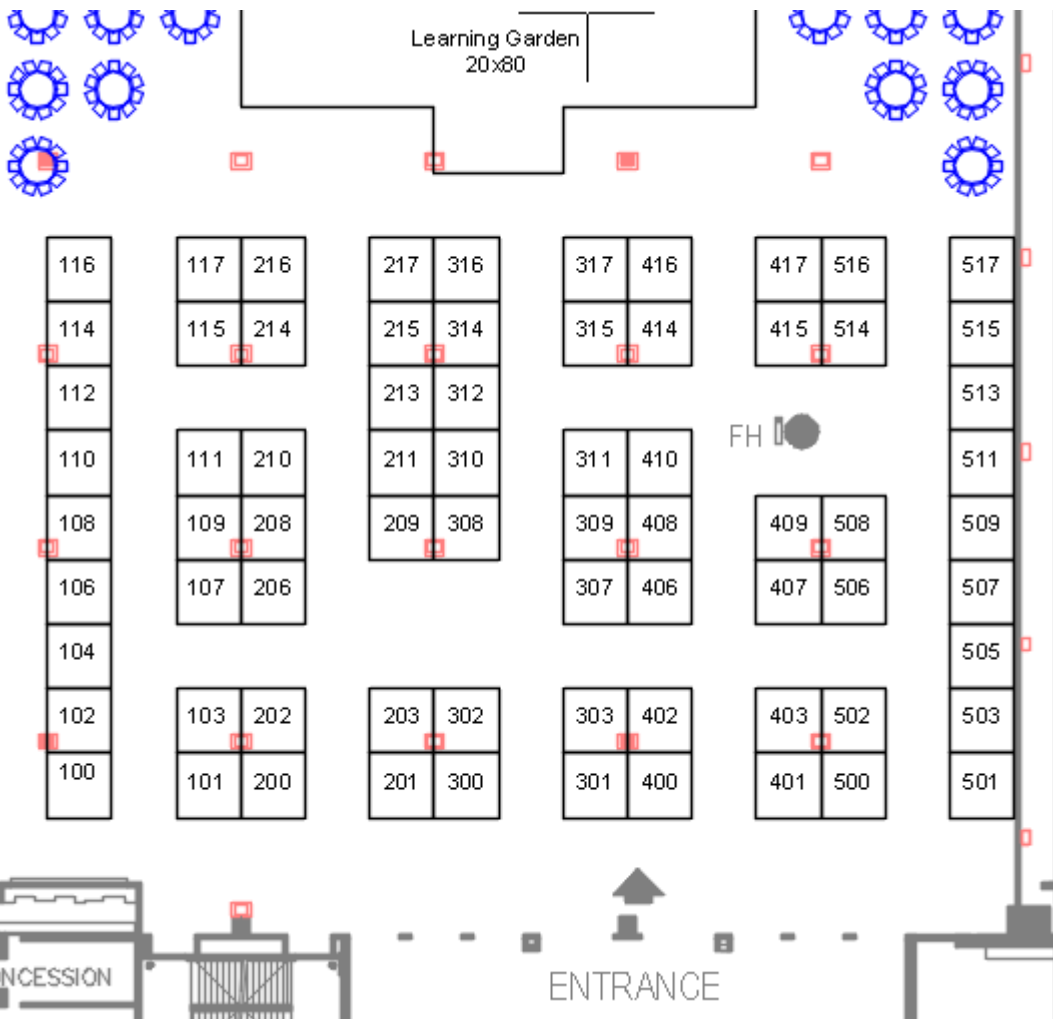 Learning Garden
20x80
116 117 216 217 316 317 416 417 516 517
114 115 214 215 314 315 414 415 514 515
112 213 312 513
FH
110 111 210 211 310 311 410 511
108 109 208 209 308 309 408 409 508 509
106 107 206 307 406 407 506 507
104 505
102 103 202 203 302 303 402 403 502 503
100 101 200 201 300 301 400 401 500 501
NCESSION
ENTRANCE